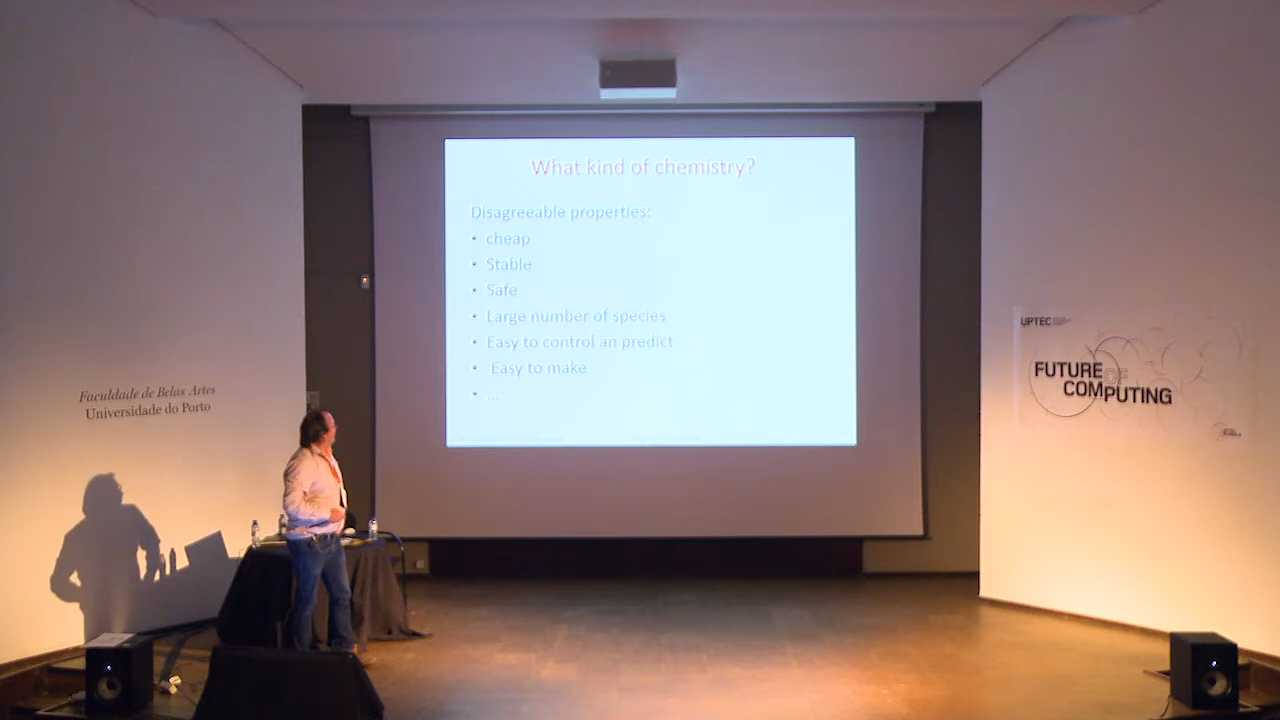 What kind of chemistry?
Disagreeable properties:
• cheap
• Stable
• Safe
• Large number of species
• Easy to control an predict
• Easy to make
• ...
Faculdade de Belas Artes
Universidade do Porto
UPTEC
FUTURE OF
COMPUTING